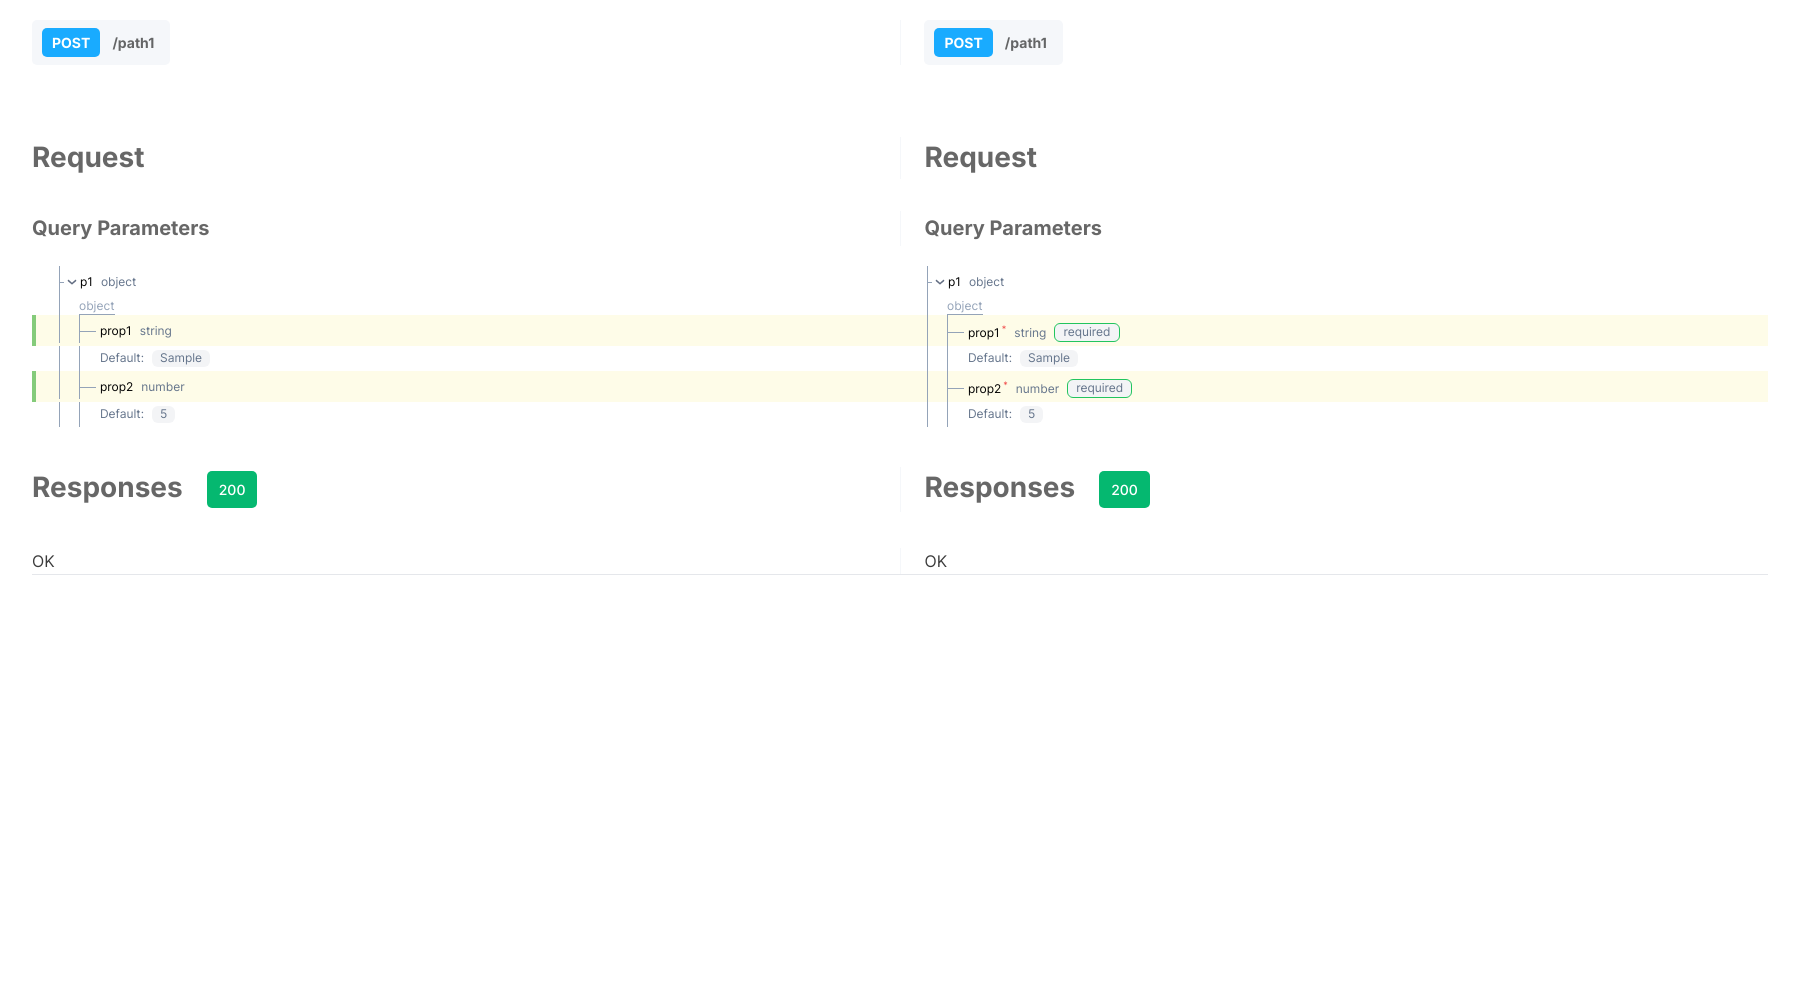 POST /path1
POST /path1
Request
Request
Query Parameters
Query Parameters
p1 object
p1 object
object
object
prop1 string
prop1* string required
Default: Sample
Default: Sample
prop2 number
prop2* number required
Default: 5
Default: 5
Responses 200
Responses 200
OK
OK